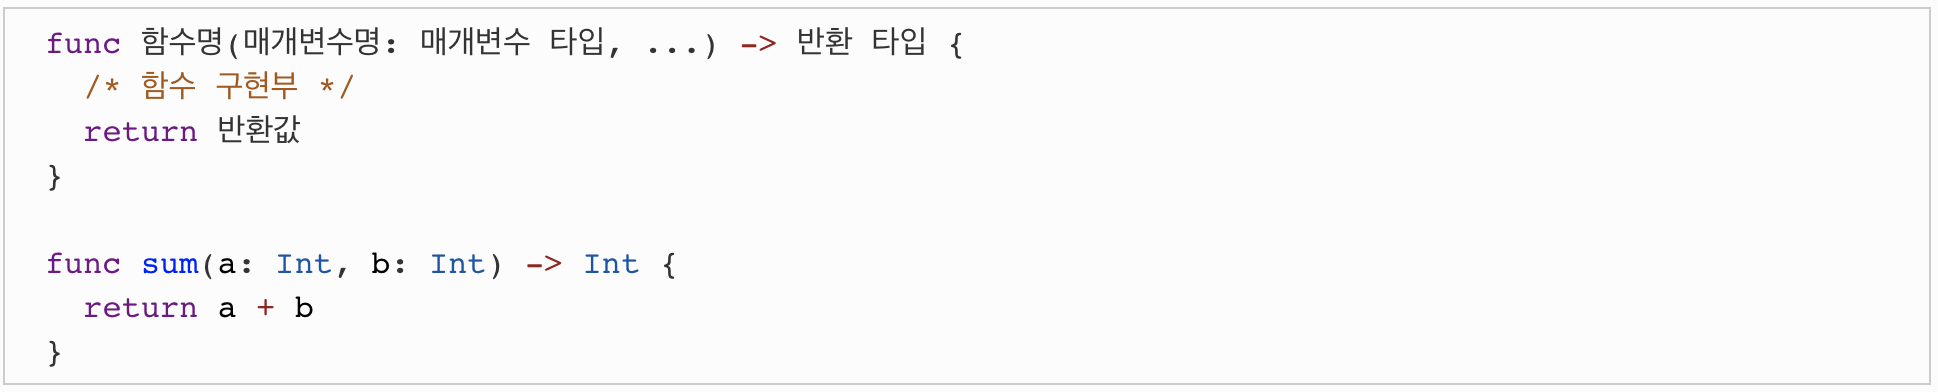 func 함수명(매개변수명: 매개변수 타입, ...) -> 반환 타입 {
  /* 함수 구현부 */
  return 반환값
}

func sum(a: Int, b: Int) -> Int {
  return a + b
}